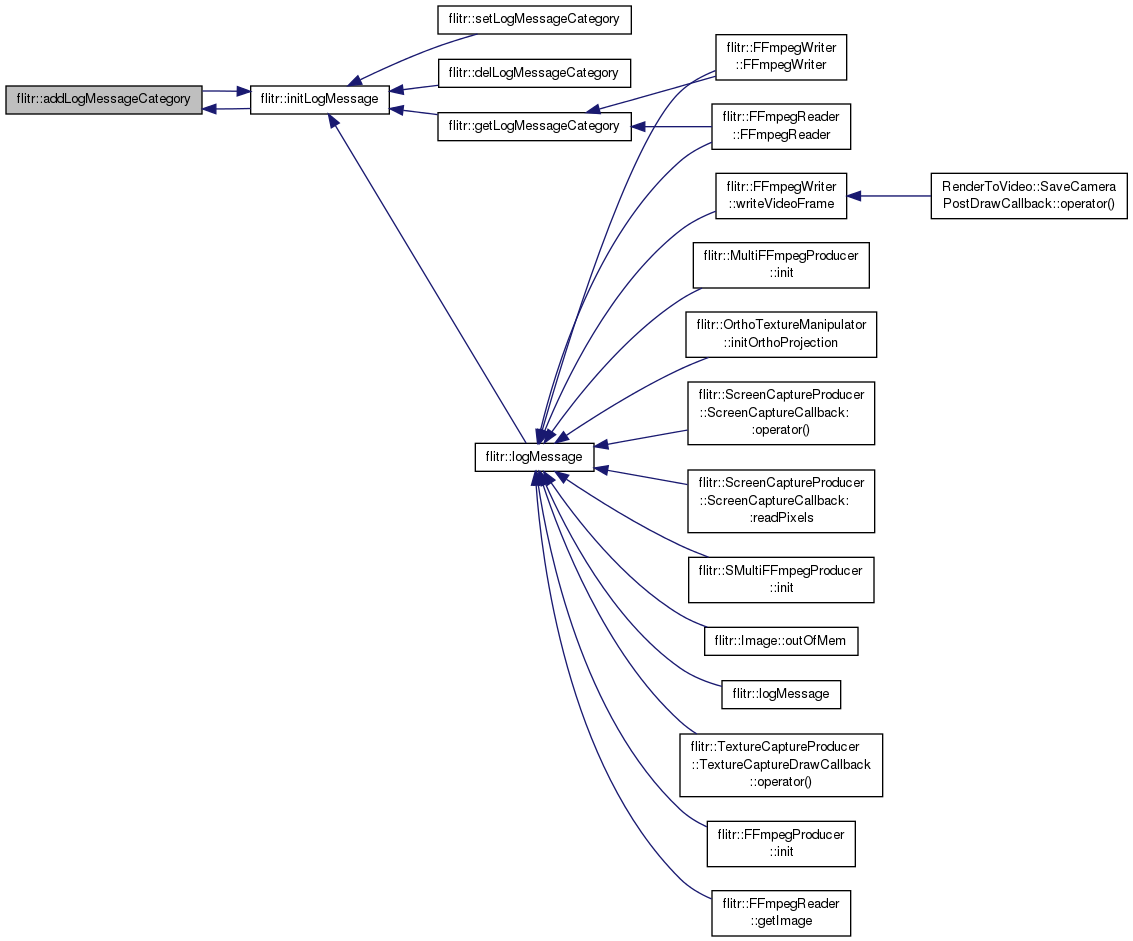 flitr::addLogMessageCategory
flitr::initLogMessage
flitr::setLogMessageCategory
flitr::delLogMessageCategory
flitr::getLogMessageCategory
flitr::logMessage
flitr::FFmpegWriter
::FFmpegWriter
flitr::FFmpegReader
::FFmpegReader
flitr::FFmpegWriter
::writeVideoFrame
RenderToVideo::SaveCamera
PostDrawCallback::operator()
flitr::MultiFFmpegProducer
::init
flitr::OrthoTextureManipulator
::initOrthoProjection
flitr::ScreenCaptureProducer
::ScreenCaptureCallback:
:operator()
flitr::ScreenCaptureProducer
::ScreenCaptureCallback:
:readPixels
flitr::SMultiFFmpegProducer
::init
flitr::Image::outOfMem
flitr::logMessage
flitr::TextureCaptureProducer
::TextureCaptureDrawCallback
::operator()
flitr::FFmpegProducer
::init
flitr::FFmpegReader
::getImage